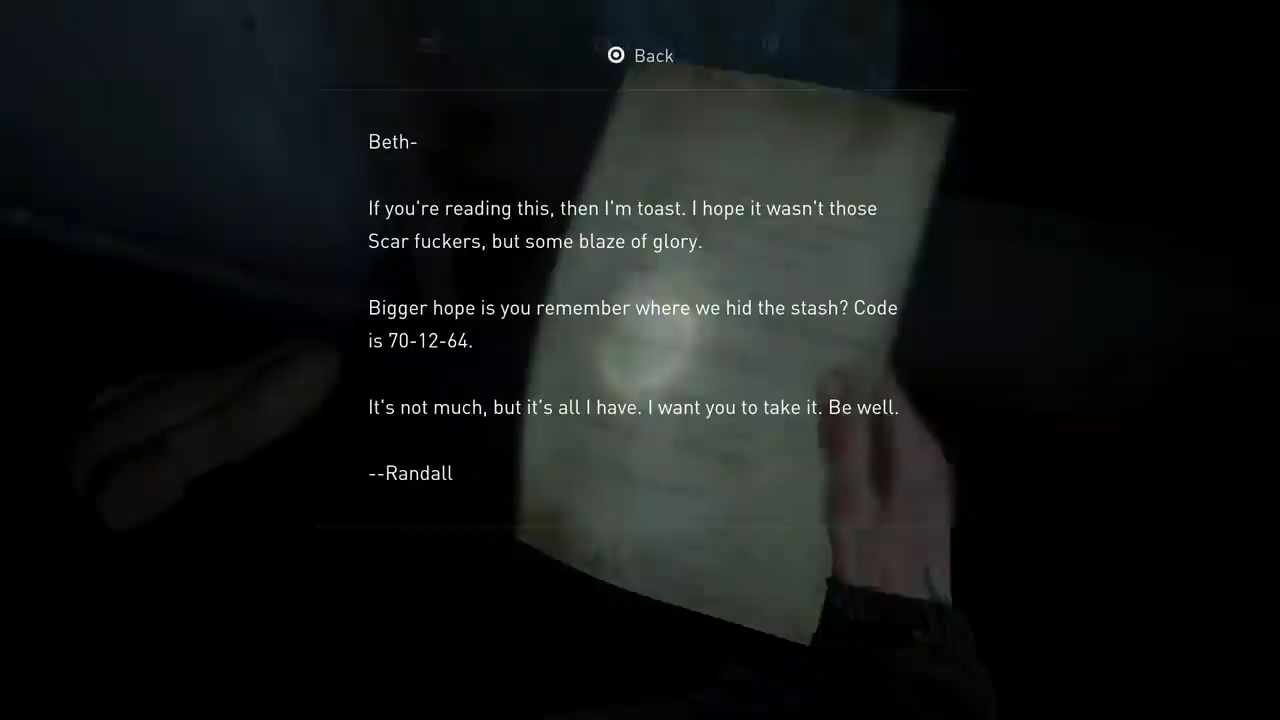 Back
Beth-
If you're reading this, then I'm toast. I hope it wasn't those
Scar fuckers, but some blaze of glory.
Bigger hope is you remember where we hid the stash? Code
is 70-12-64.
It's not much, but it's all I have. I want you to take it. Be well.
--Randall